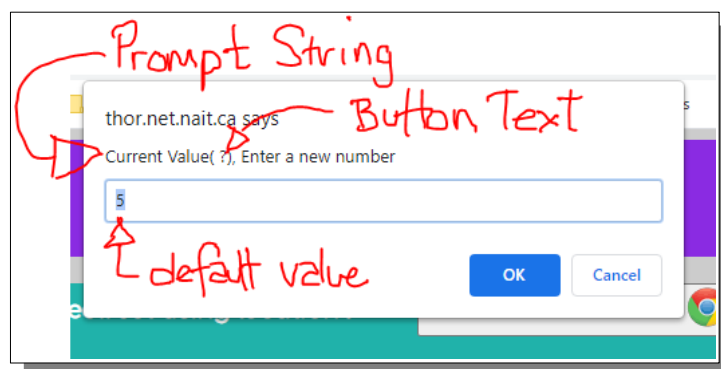 Prompt String
s
thor.net.nait.ca says
Button Text
Current Value( ?), Enter a new number
5
default value
OK
Cancel